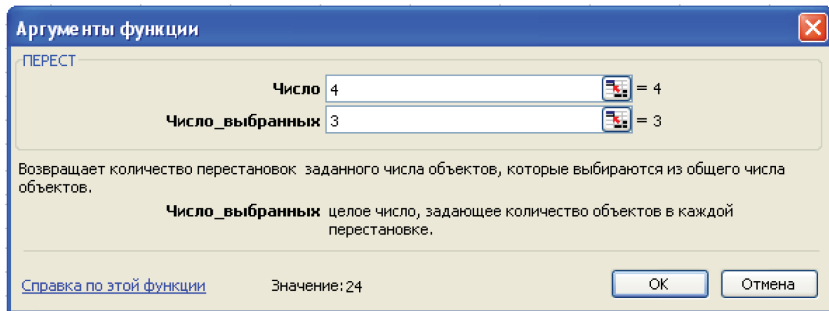 Аргументы функции
ПЕРЕСТ
Число 4 = 4
Число_выбранных 3 = 3
Возвращает количество перестановок заданного числа объектов, которые выбираются из общего числа
объектов.
Число_выбранных целое число, задающее количество объектов в каждой
перестановке.
Справка по этой функции Значение:24 ОК Отмена